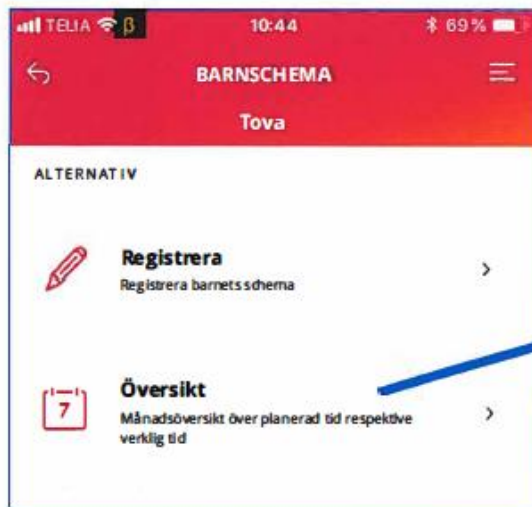 TELIA β 10:44 69%
BARNSCHEMA
Tova
ALTERNATIV
Registrera
Registrera barnets schema
Översikt
7
Månadsöversikt över planerad tid respektive
verklig tid